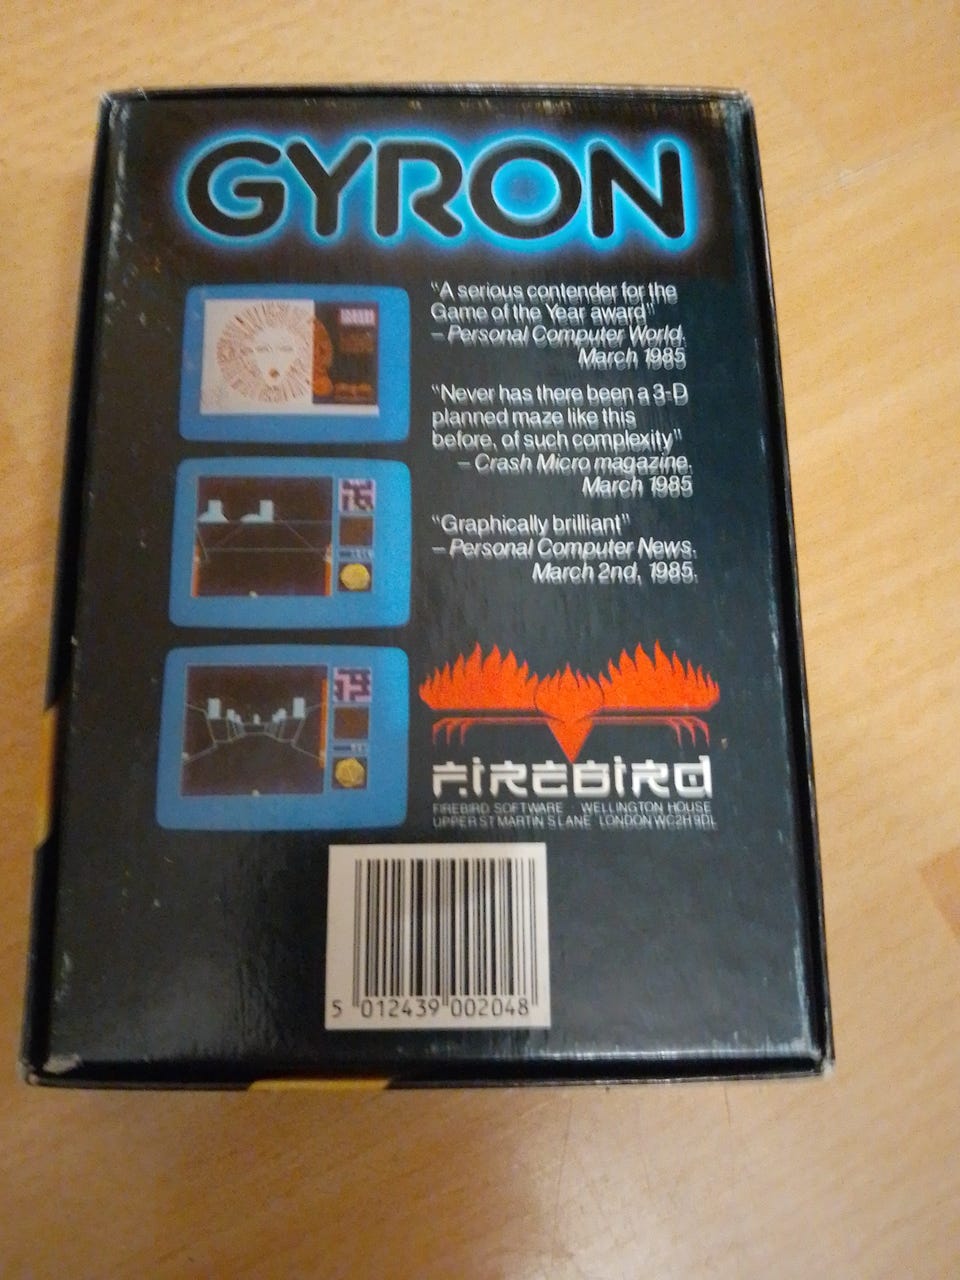 GYRON
"A serious contender for the
Game of the Year award"
– Personal Computer World.
March 1985
"Never has there been a 3-D
planned maze like this
before, of such complexity"
– Crash Micro magazine.
March 1985
"Graphically brilliant"
– Personal Computer News.
March 2nd, 1985.
FIREBIRD
FIREBIRD SOFTWARE · WELLINGTON HOUSE
UPPER ST MARTIN'S LANE LONDON WC2H 9DL
5 012439 002048